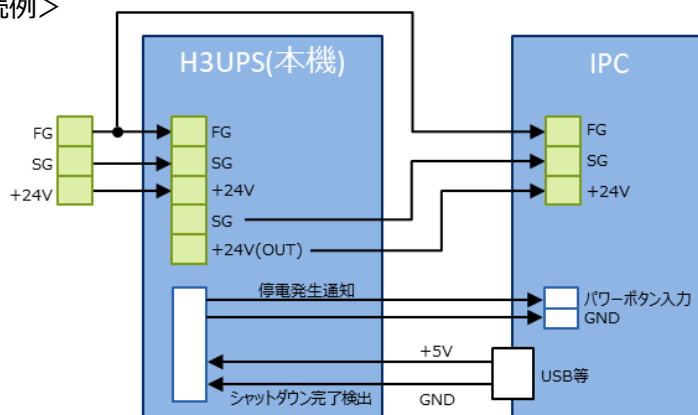 続例＞
H3UPS(本機)
IPC
FG
SG
+24V
FG
SG
+24V
SG
+24V(OUT)
FG
SG
+24V
停電発生通知
パワーボタン入力
GND
+5V
USB等
シャットダウン完了検出
GND